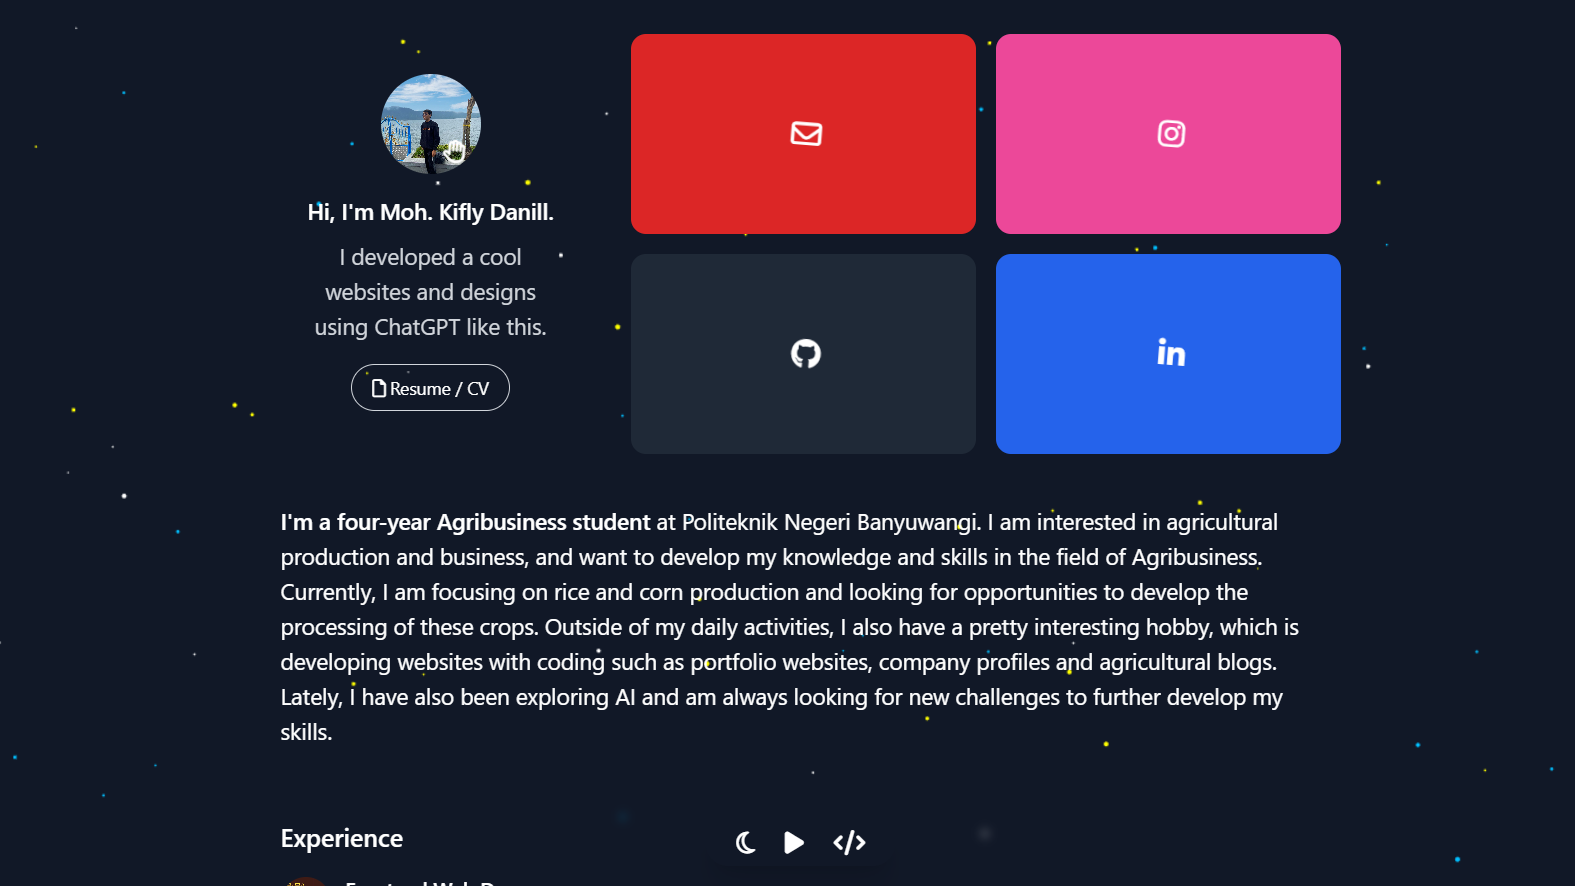 Hi, I'm Moh. Kifly Danill.
I developed a cool
websites and designs
using ChatGPT like this.
Resume / CV
I'm a four-year Agribusiness student at Politeknik Negeri Banyuwangi. I am interested in agricultural
production and business, and want to develop my knowledge and skills in the field of Agribusiness.
Currently, I am focusing on rice and corn production and looking for opportunities to develop the
processing of these crops. Outside of my daily activities, I also have a pretty interesting hobby, which is
developing websites with coding such as portfolio websites, company profiles and agricultural blogs.
Lately, I have also been exploring AI and am always looking for new challenges to further develop my
skills.
Experience